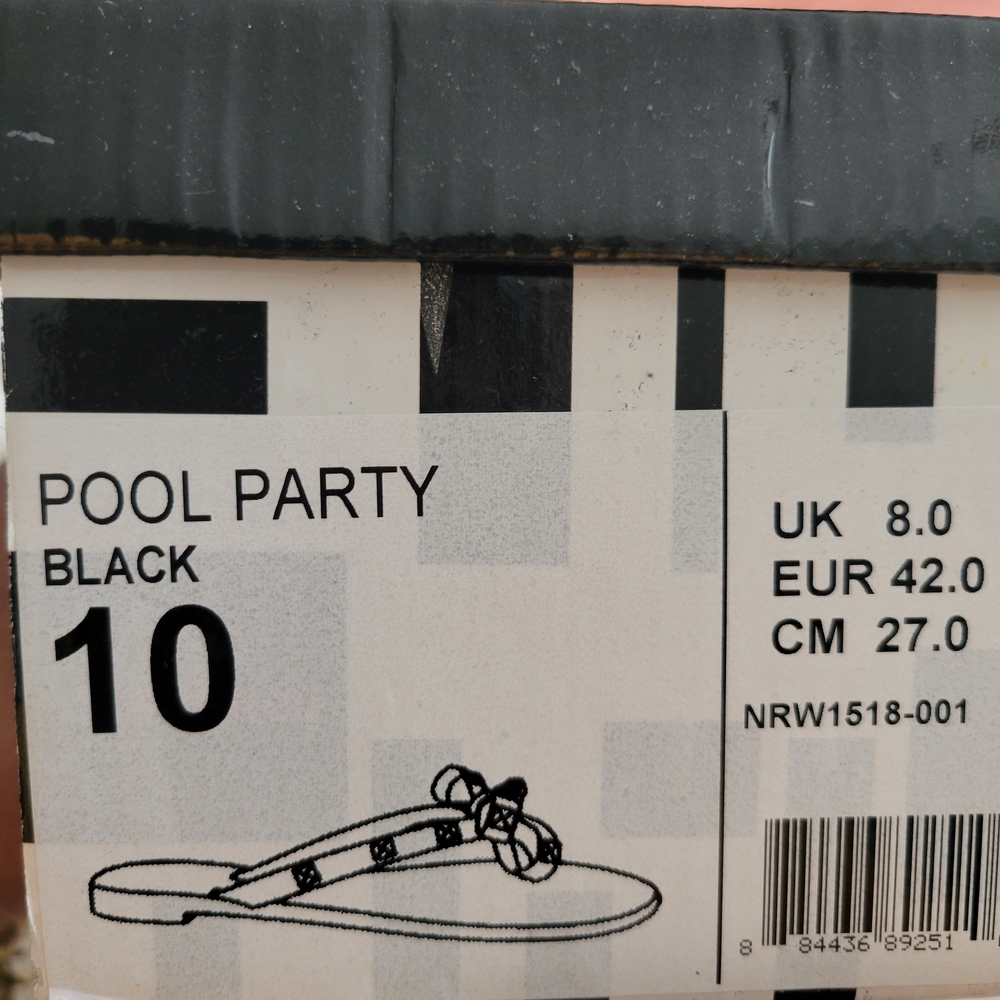 POOL PARTY
BLACK
10
UK 8.0
EUR 42.0
CM 27.0
NRW1518-001
8 84436 89251